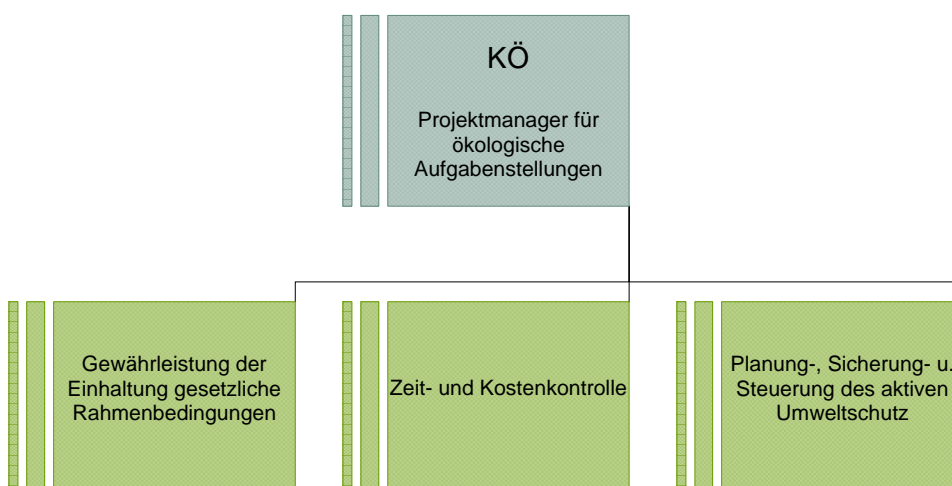 KÖ
Projektmanager für
ökologische
Aufgabenstellungen
Gewährleistung der
Einhaltung gesetzliche
Rahmenbedingungen
Zeit- und Kostenkontrolle
Planung-, Sicherung- u.
Steuerung des aktiven
Umweltschutz